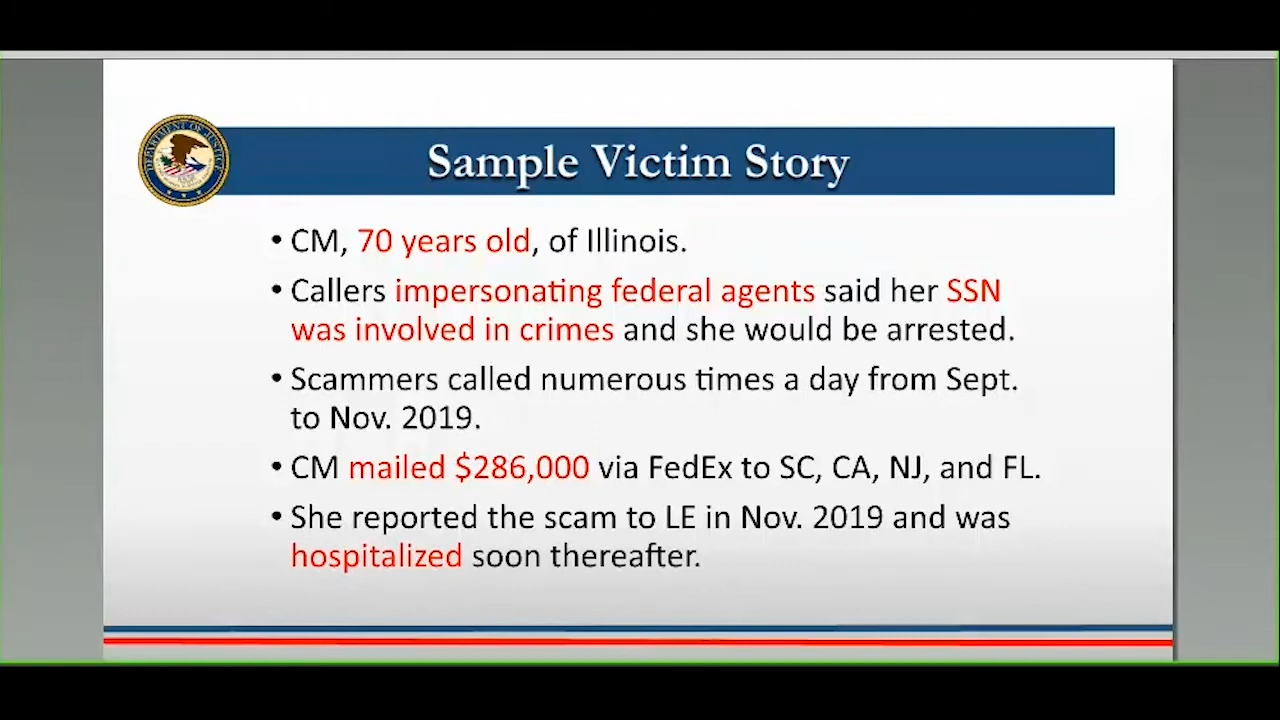 Sample Victim Story
DEPARTMENT OF JUSTICE
• CM, 70 years old, of Illinois.
• Callers impersonating federal agents said her SSN
was involved in crimes and she would be arrested.
• Scammers called numerous times a day from Sept.
to Nov. 2019.
• CM mailed $286,000 via FedEx to SC, CA, NJ, and FL.
• She reported the scam to LE in Nov. 2019 and was
hospitalized soon thereafter.